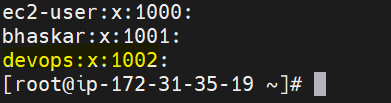 ec2-user:x:1000:
bhaskar:x:1001:
devops:x:1002:
[root@ip-172-31-35-19 ~]#